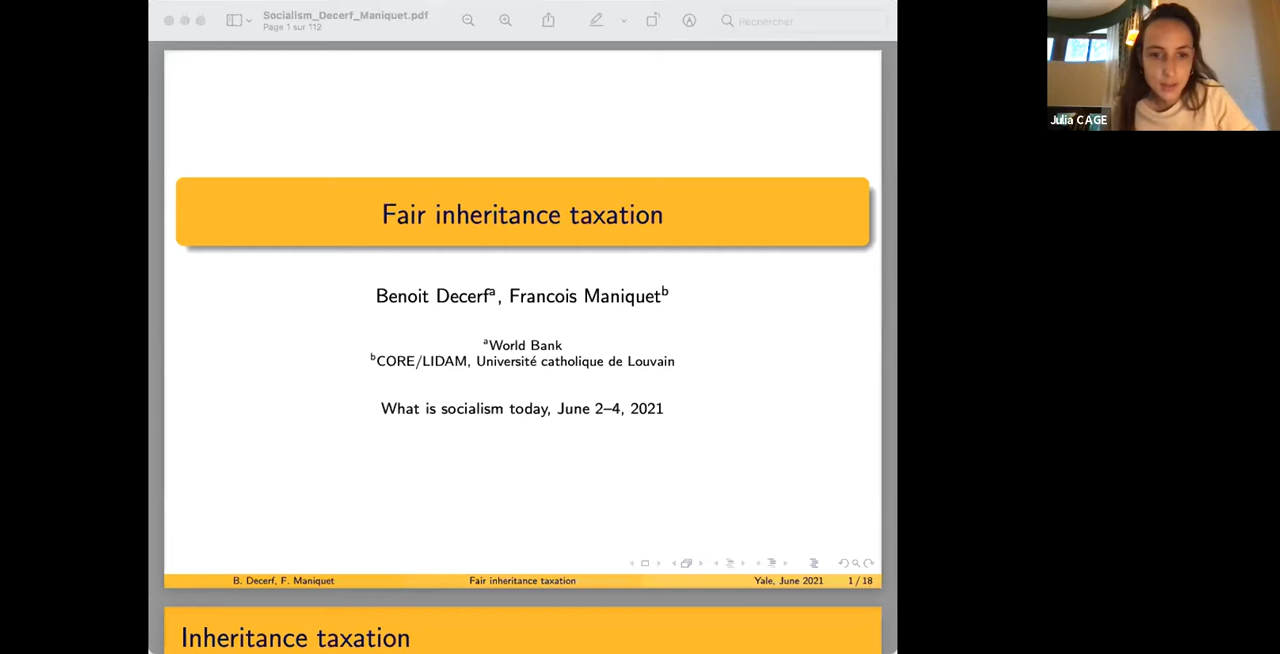 Socialism_Decerf_Maniquet.pdf
Page 1 sur 112
Rechercher
Julia CAGE
Fair inheritance taxation
Benoit Decerfᵃ, Francois Maniquetᵇ
ᵃWorld Bank
ᵇCORE/LIDAM, Université catholique de Louvain
What is socialism today, June 2–4, 2021
B. Decerf, F. Maniquet
Fair inheritance taxation
Yale, June 2021
1 / 18
Inheritance taxation